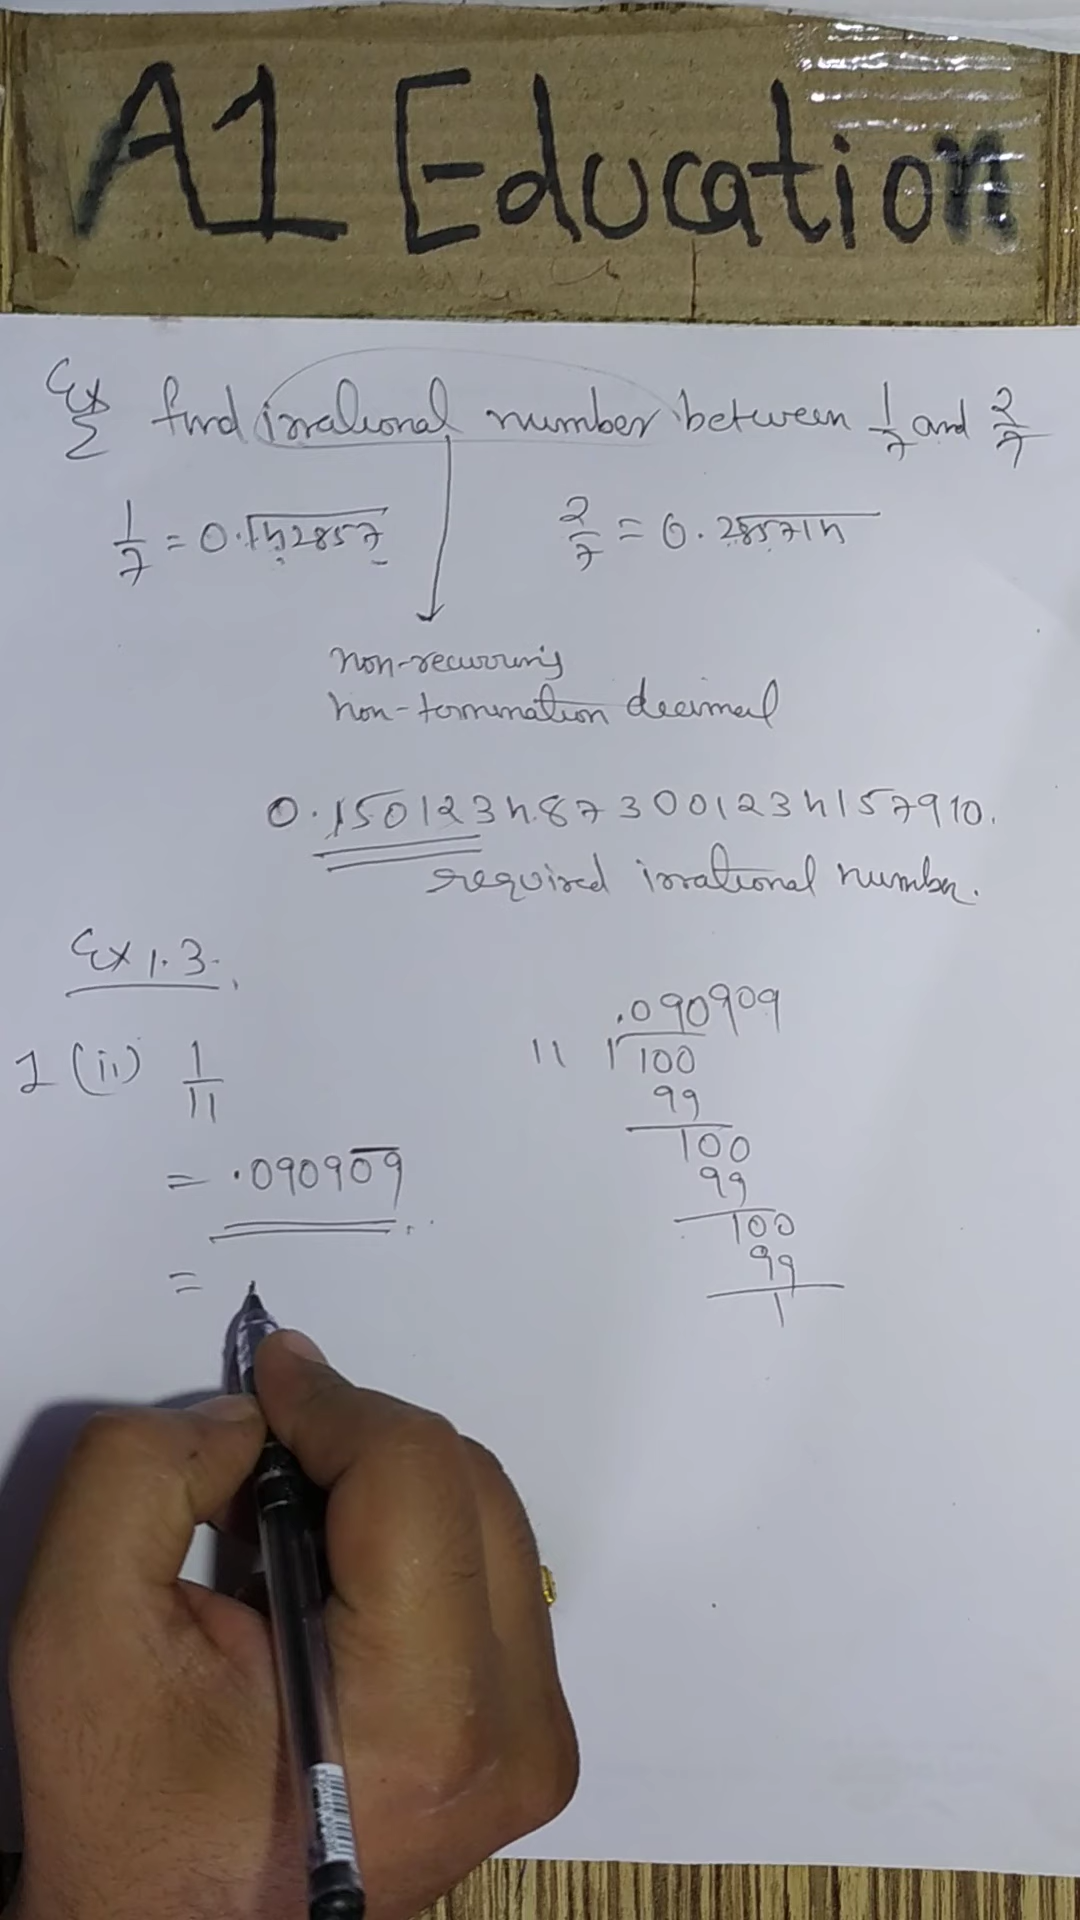 A1 Education
Ex find irrational number between 1/7 and 2/7
1/7 = 0.142857 2/7 = 0.285714
non-recurring
non-termination decimal
0.1501234873001234157910.
required irrational number.
Ex 1.3.
.090909
1 (ii) 1/11
11 100
99
100
= .090909
99
100
99
=
1